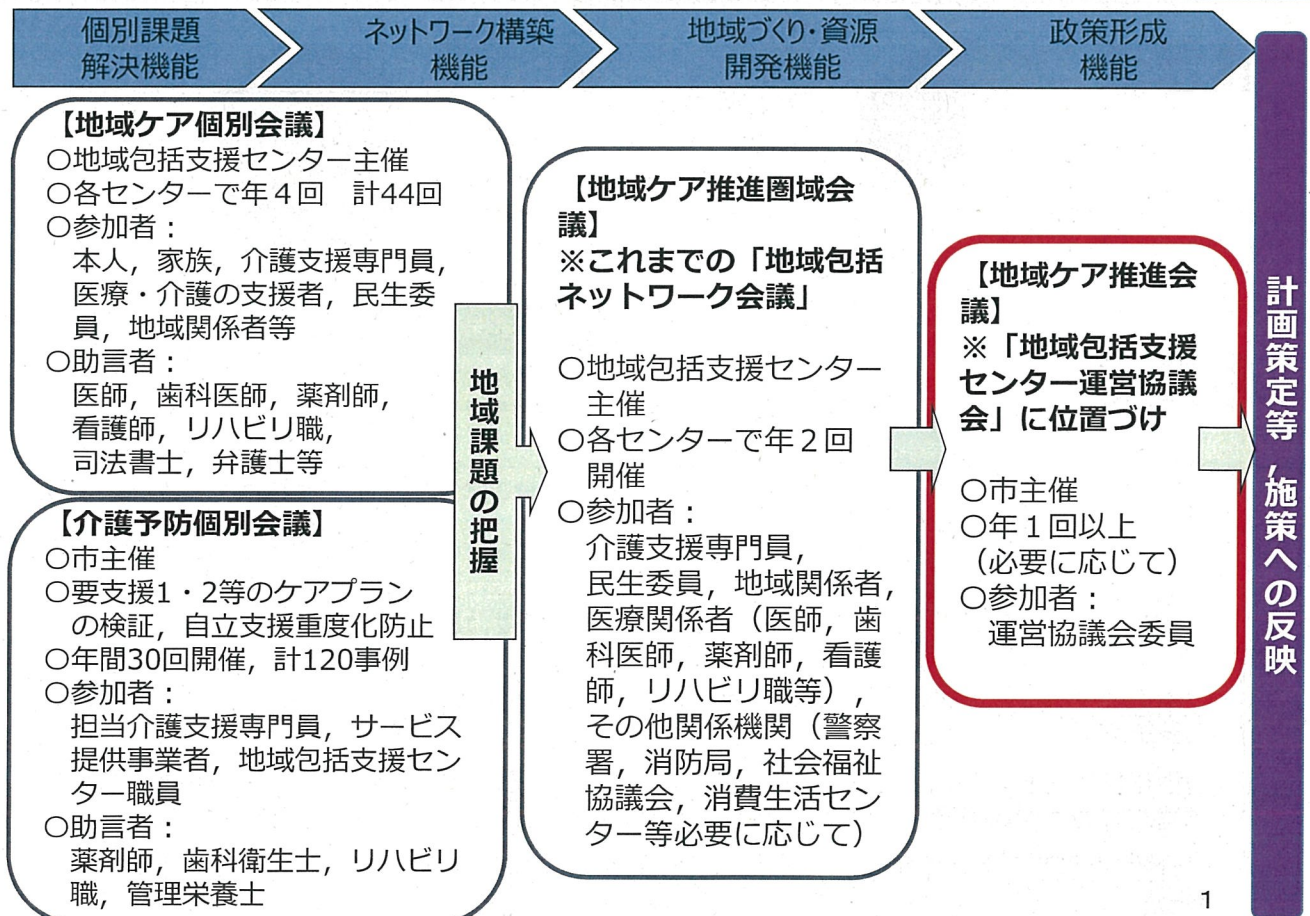 個別課題
解決機能
ネットワーク構築
機能
地域づくり・資源
開発機能
政策形成
機能
【地域ケア個別会議】
〇地域包括支援センター主催
〇各センターで年４回　計44回
〇参加者：
本人，家族，介護支援専門員，
医療・介護の支援者，民生委
員，地域関係者等
〇助言者：
医師，歯科医師，薬剤師，
看護師，リハビリ職，
司法書士，弁護士等
【介護予防個別会議】
〇市主催
〇要支援1・2等のケアプラン
の検証，自立支援重度化防止
〇年間30回開催，計120事例
〇参加者：
担当介護支援専門員，サービス
提供事業者，地域包括支援セン
ター職員
〇助言者：
薬剤師，歯科衛生士，リハビリ
職，管理栄養士
地域課題の把握
【地域ケア推進圏域会
議】
※これまでの「地域包括
ネットワーク会議」
〇地域包括支援センター
主催
〇各センターで年２回
開催
〇参加者：
介護支援専門員，
民生委員，地域関係者，
医療関係者（医師，歯
科医師，薬剤師，看護
師，リハビリ職等），
その他関係機関（警察
署，消防局，社会福祉
協議会，消費生活セン
ター等必要に応じて）
【地域ケア推進会
議】
※「地域包括支援
センター運営協議
会」に位置づけ
〇市主催
〇年１回以上
（必要に応じて）
〇参加者：
運営協議会委員
計画策定等，施策への反映
1